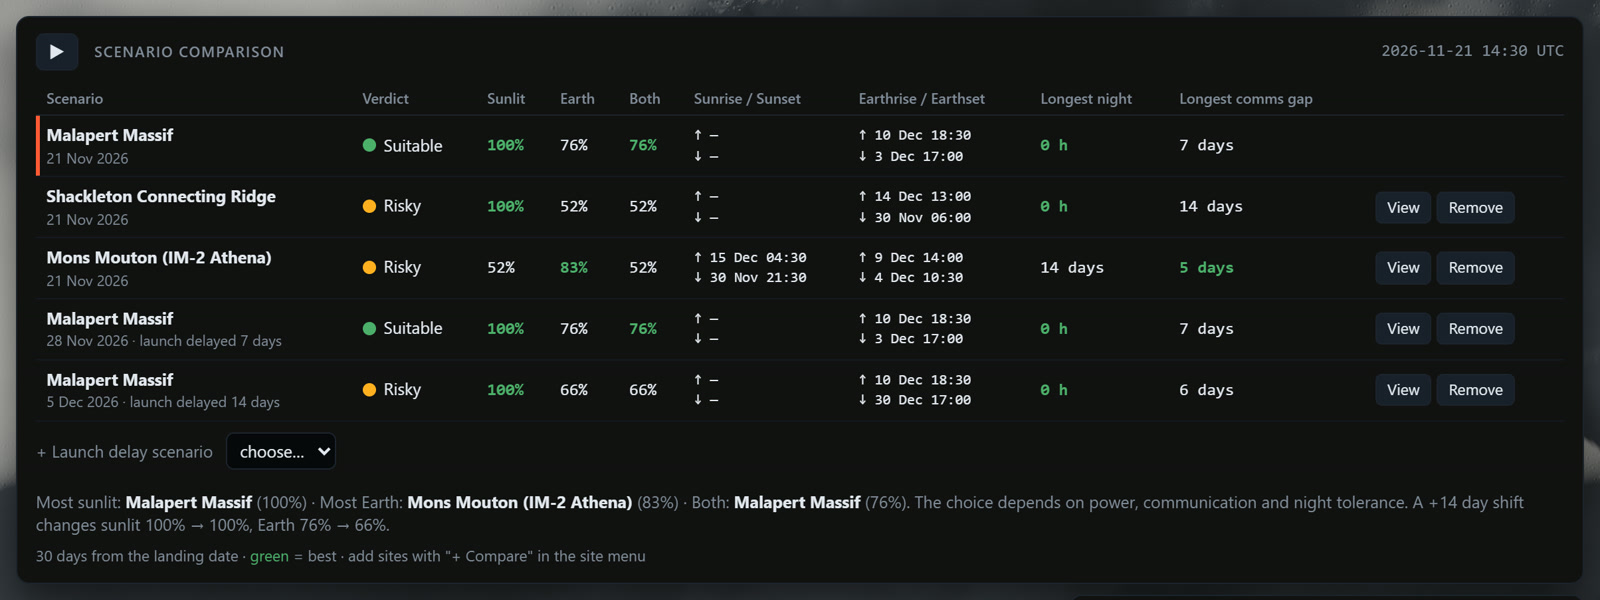 SCENARIO COMPARISON 2026-11-21 14:30 UTC
Scenario Verdict Sunlit Earth Both Sunrise / Sunset Earthrise / Earthset Longest night Longest comms gap
Malapert Massif
21 Nov 2026
Suitable 100% 76% 76%
↑ –
↓ –
↑ 10 Dec 18:30
↓ 3 Dec 17:00
0 h 7 days
Shackleton Connecting Ridge
21 Nov 2026
Risky 100% 52% 52%
↑ –
↓ –
↑ 14 Dec 13:00
↓ 30 Nov 06:00
0 h 14 days View Remove
Mons Mouton (IM-2 Athena)
21 Nov 2026
Risky 52% 83% 52%
↑ 15 Dec 04:30
↓ 30 Nov 21:30
↑ 9 Dec 14:00
↓ 4 Dec 10:30
14 days 5 days View Remove
Malapert Massif
28 Nov 2026 · launch delayed 7 days
Suitable 100% 76% 76%
↑ –
↓ –
↑ 10 Dec 18:30
↓ 3 Dec 17:00
0 h 7 days View Remove
Malapert Massif
5 Dec 2026 · launch delayed 14 days
Risky 100% 66% 66%
↑ –
↓ –
↑ 10 Dec 18:30
↓ 30 Dec 17:00
0 h 6 days View Remove
+ Launch delay scenario choose...
Most sunlit: Malapert Massif (100%) · Most Earth: Mons Mouton (IM-2 Athena) (83%) · Both: Malapert Massif (76%). The choice depends on power, communication and night tolerance. A +14 day shift
changes sunlit 100% → 100%, Earth 76% → 66%.
30 days from the landing date · green = best · add sites with "+ Compare" in the site menu